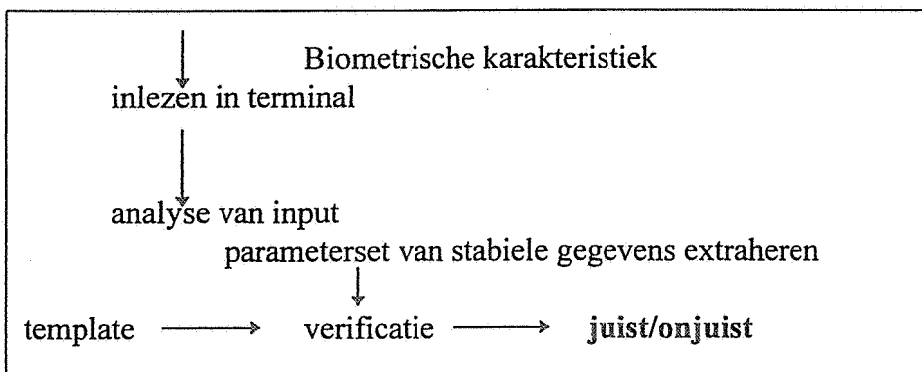 Biometrische karakteristiek
inlezen in terminal
analyse van input
parameterset van stabiele gegevens extraheren
template verificatie juist/onjuist